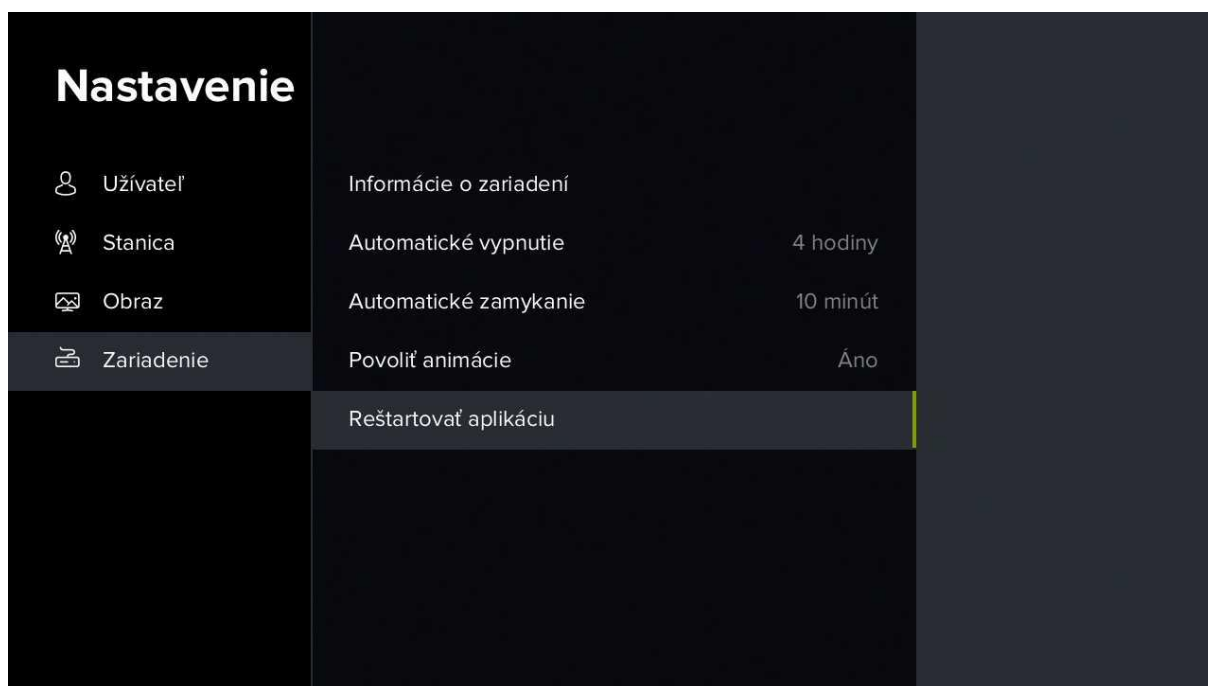 Nastavenie
Užívateľ
Stanica
Obraz
Zariadenie
Informácie o zariadení
Automatické vypnutie 4 hodiny
Automatické zamykanie 10 minút
Povoliť animácie Áno
Reštartovať aplikáciu